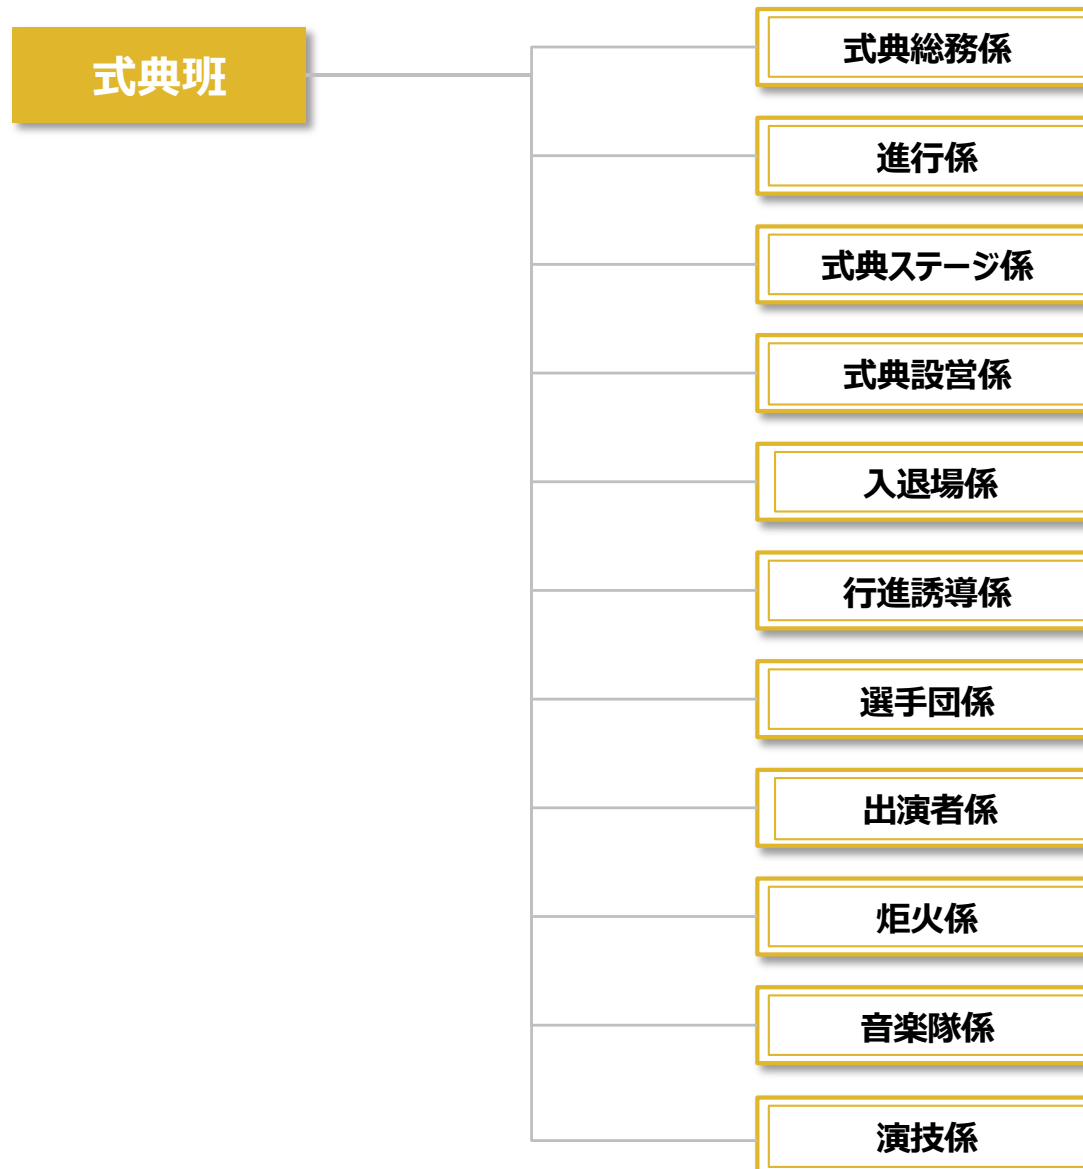 式典班
式典総務係
進行係
式典ステージ係
式典設営係
入退場係
行進誘導係
選手団係
出演者係
炬火係
音楽隊係
演技係